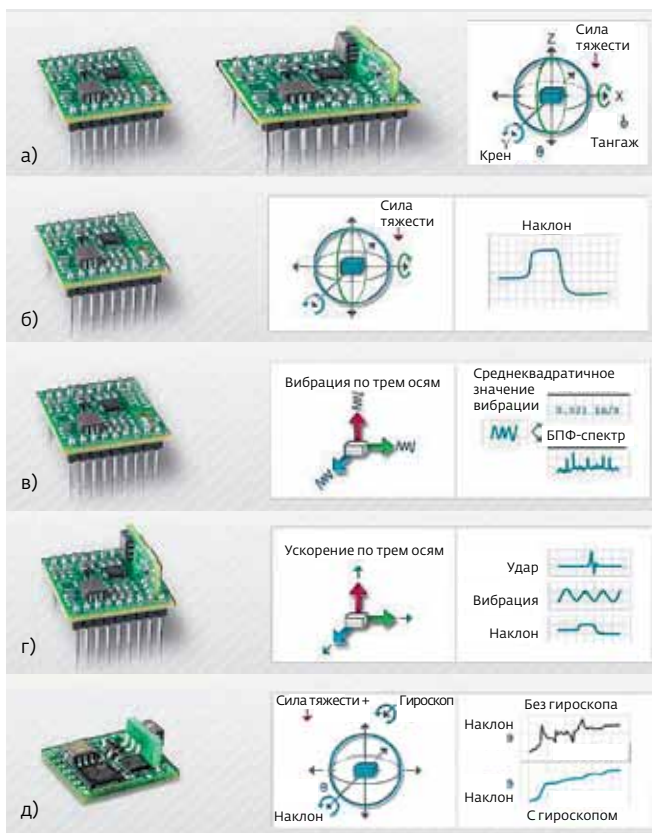 Z
Сила
тяжести
X
Y
θ
Крен
Тангаж
а)
Сила
тяжести
Наклон
б)
Вибрация по трем осям
Среднеквадратичное
значение
вибрации
БПФ-спектр
в)
Ускорение по трем осям
Удар
Вибрация
Наклон
г)
Сила тяжести +
Гироскоп
θ
Наклон
Без гироскопа
Наклон
θ
θ
Наклон
С гироскопом
д)